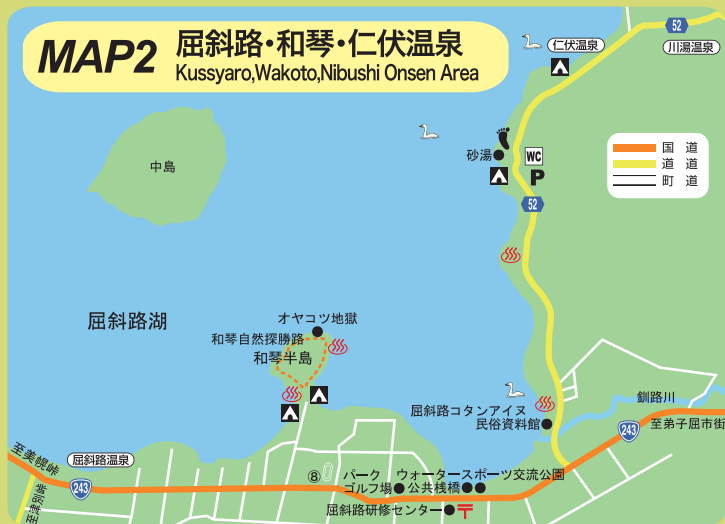 MAP2
屈斜路・和琴・仁伏温泉
Kussyaro,Wakoto,Nibushi Onsen Area
52
仁伏温泉
川湯温泉
砂湯
WC
P
国道
道道
町道
中島
52
屈斜路湖
オヤコツ地獄
和琴自然探勝路
和琴半島
屈斜路コタンアイヌ
民俗資料館
釧路川
243
至弟子屈市街
至美幌峠
屈斜路温泉
243
⑧
パーク
ゴルフ場
ウォータースポーツ交流公園
公共桟橋
屈斜路研修センター
〒